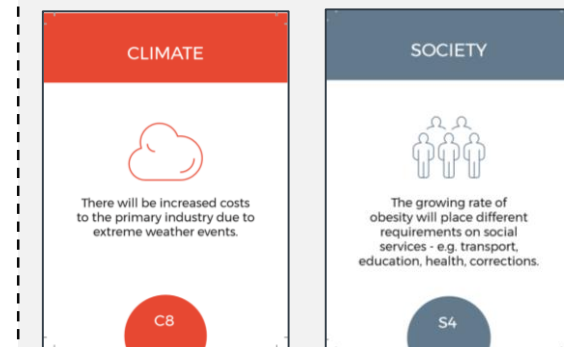 CLIMATE
There will be increased costs
to the primary industry due to
extreme weather events.
C8
SOCIETY
The growing rate of
obesity will place different
requirements on social
services - e.g. transport,
education, health, corrections.
S4